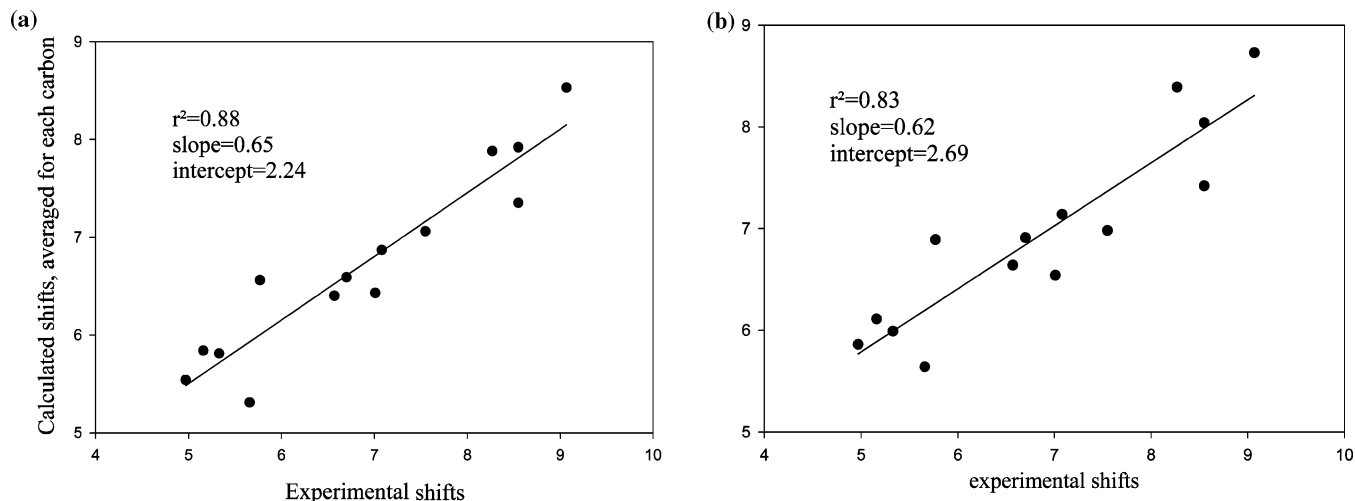 (a)
Calculated shifts, averaged for each carbon
9
8
7
6
5
r²=0.88
slope=0.65
intercept=2.24
4 5 6 7 8 9 10
Experimental shifts
(b)
9
8
7
6
5
r²=0.83
slope=0.62
intercept=2.69
4 5 6 7 8 9 10
experimental shifts